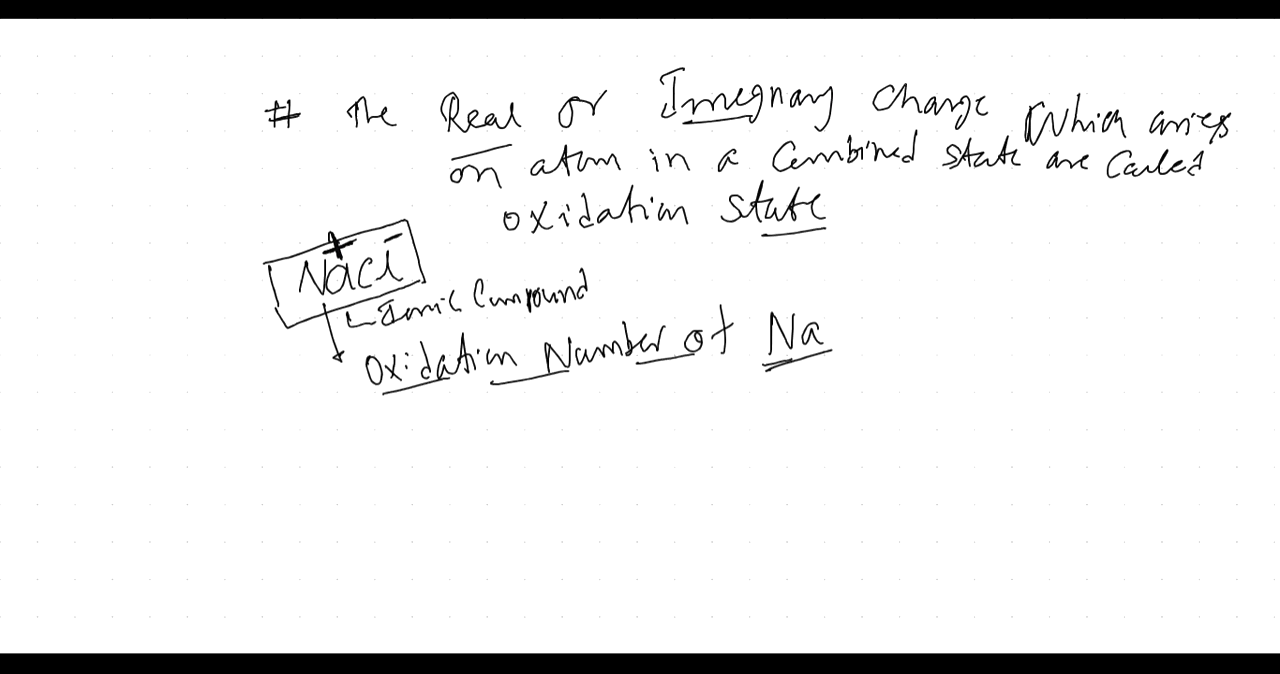 # The Real or Imegnary Charge Which arries
on atom in a Combined state are Called
oxidation state
+ -
NaCl
Ionic Compound
Oxidation Number of Na